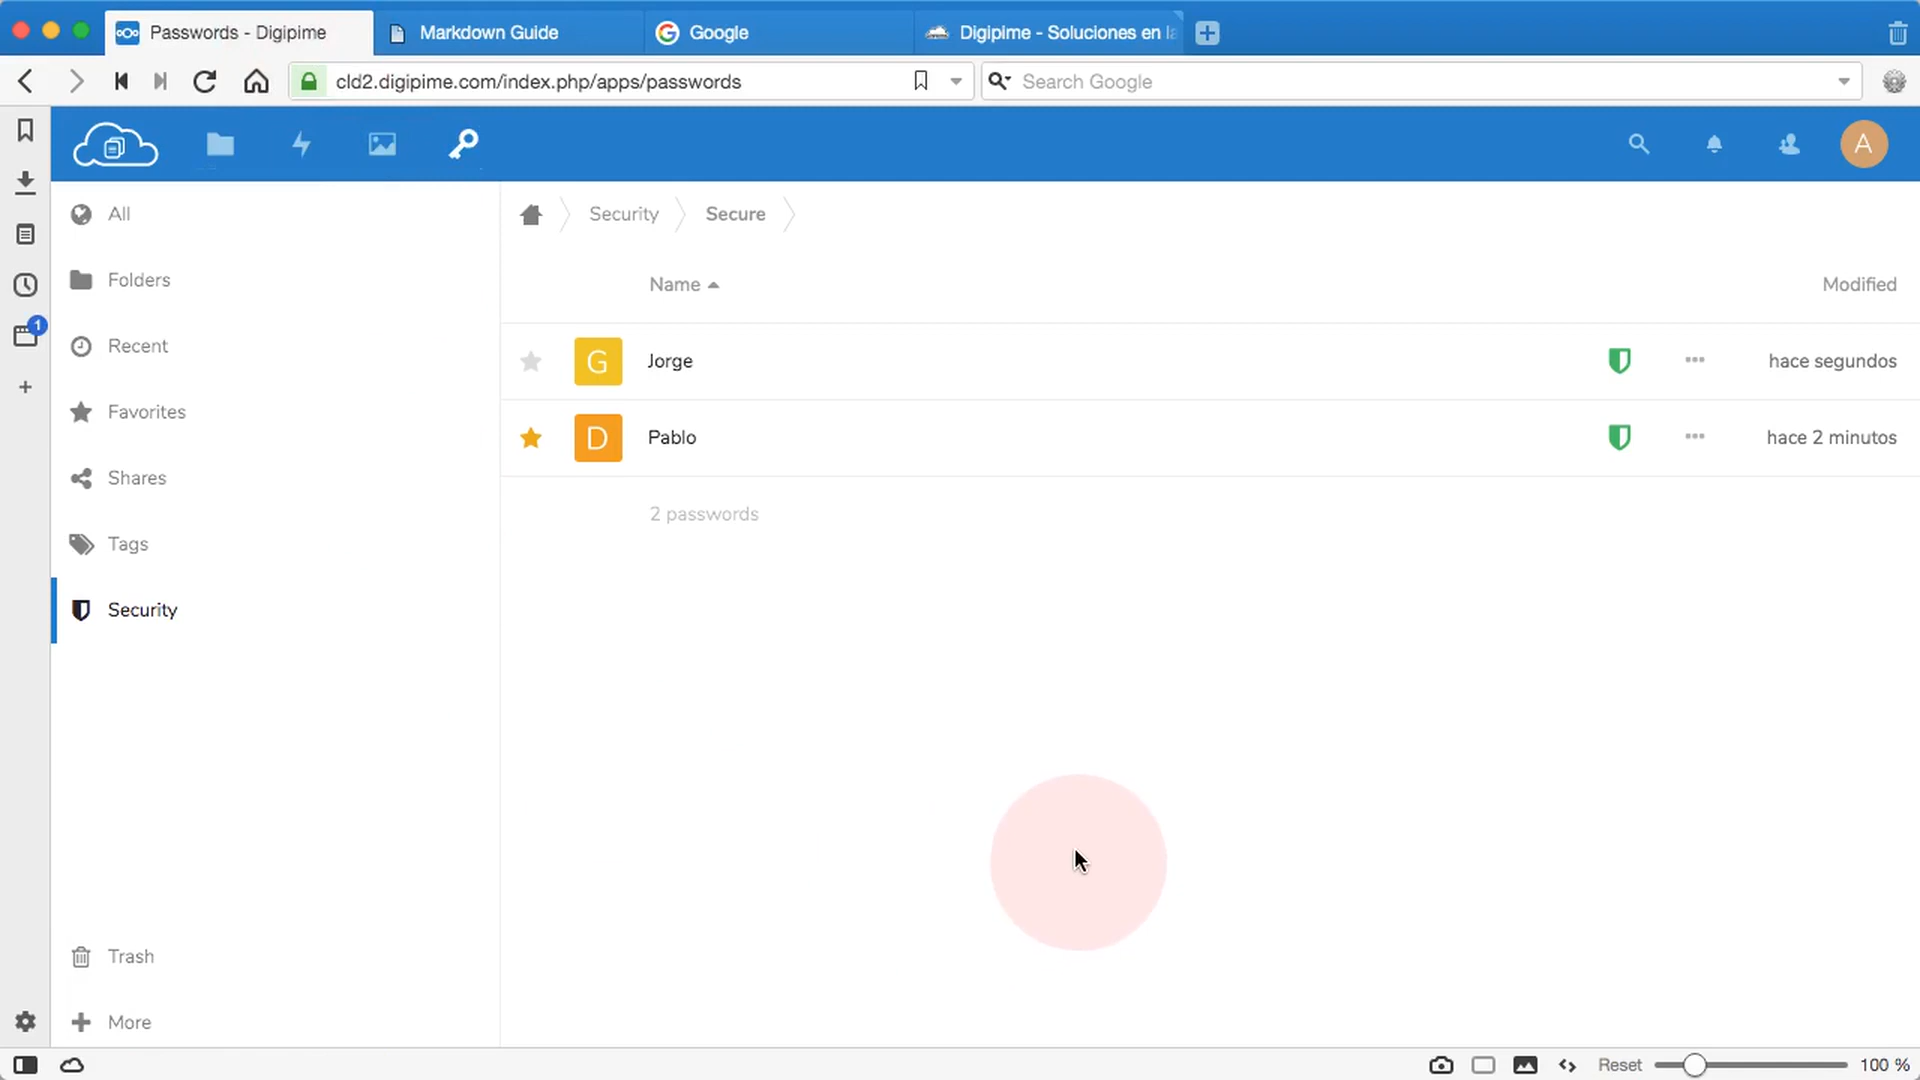 Passwords - Digipime
Markdown Guide
Google
Digipime - Soluciones en la
cld2.digipime.com/index.php/apps/passwords
Search Google
A
All
Folders
Recent
Favorites
Shares
Tags
Security
Trash
More
Security
Secure
Name
Modified
G
Jorge
hace segundos
D
Pablo
hace 2 minutos
2 passwords
1
Reset
100 %